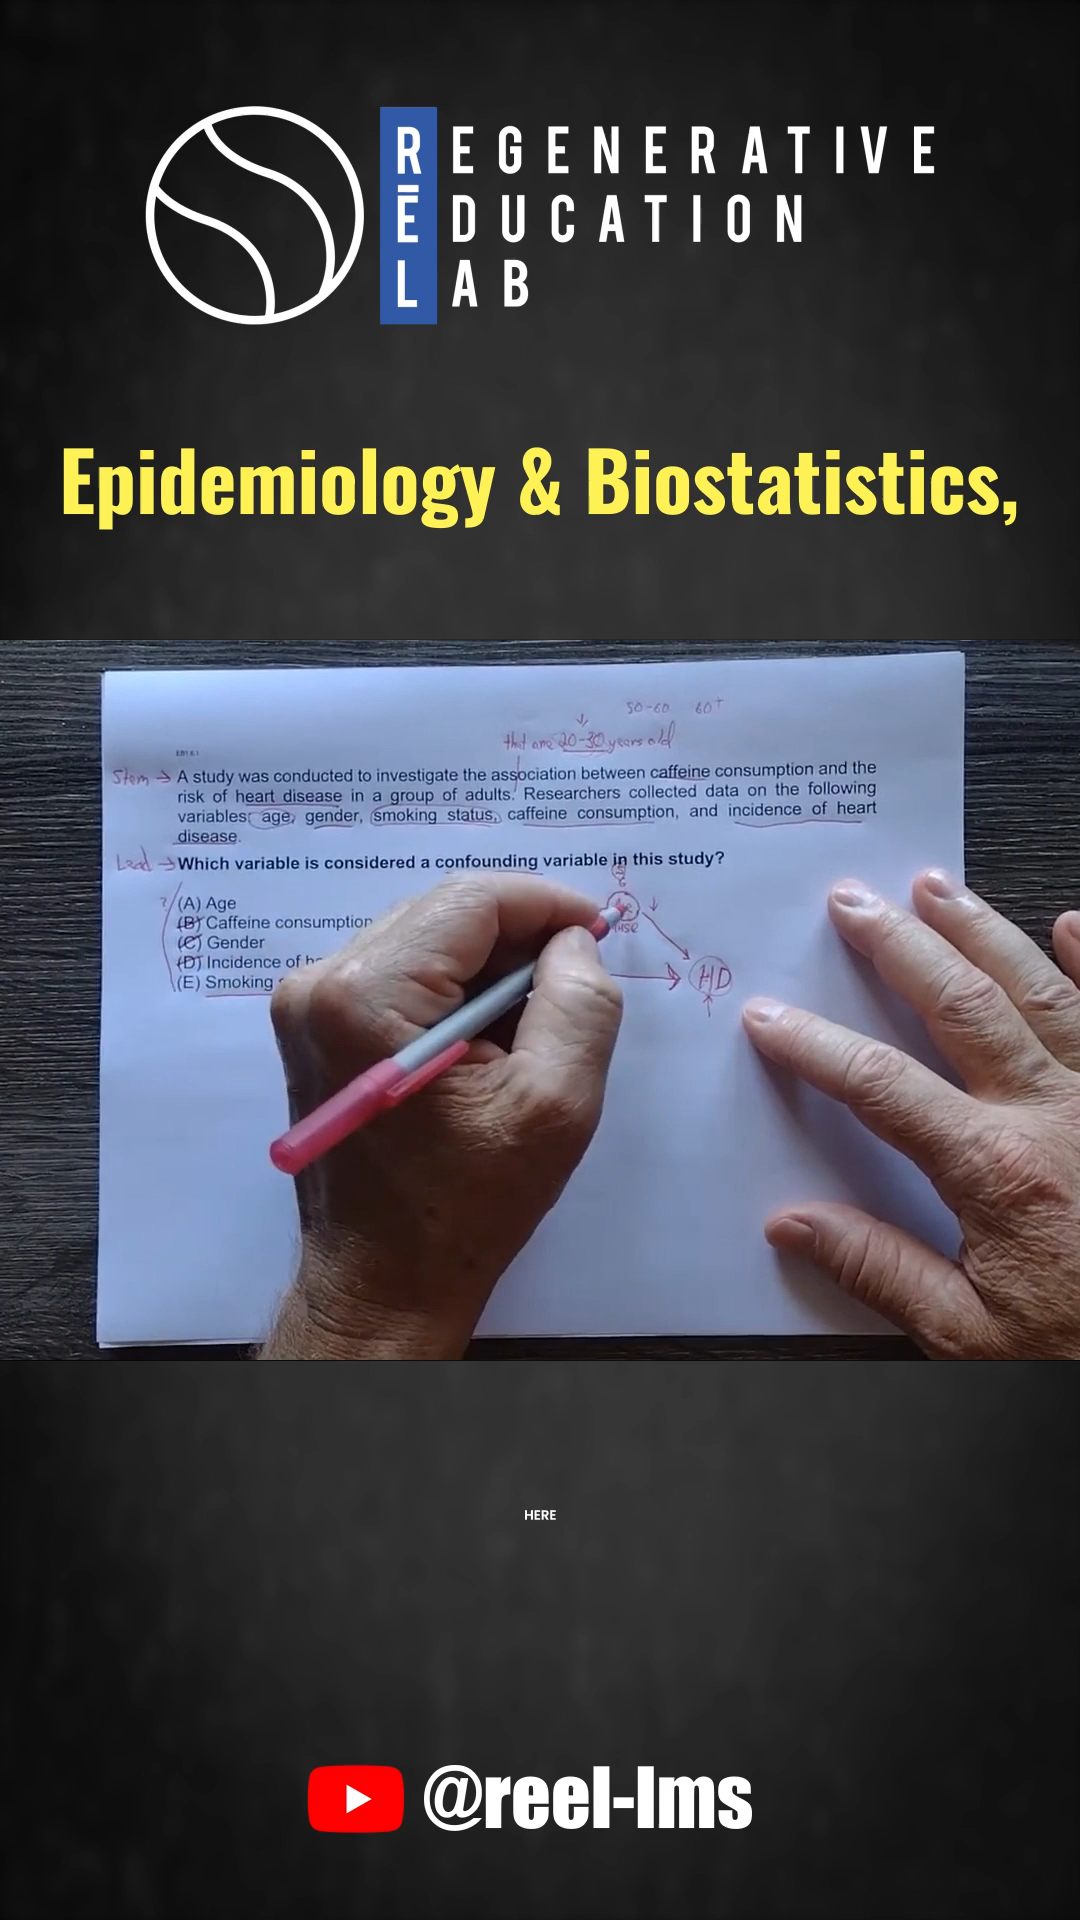 REGENERATIVE
EDUCATION
LAB
Epidemiology & Biostatistics,
50-60 60+
that are 20-30 years old
Stem → A study was conducted to investigate the association between caffeine consumption and the
risk of heart disease in a group of adults. Researchers collected data on the following
variables: age, gender, smoking status, caffeine consumption, and incidence of heart
disease.
Lead → Which variable is considered a confounding variable in this study?
? (A) Age
(B) Caffeine consumption
(C) Gender
(D) Incidence of
(E) Smoking
HD
HERE
@reel-lms